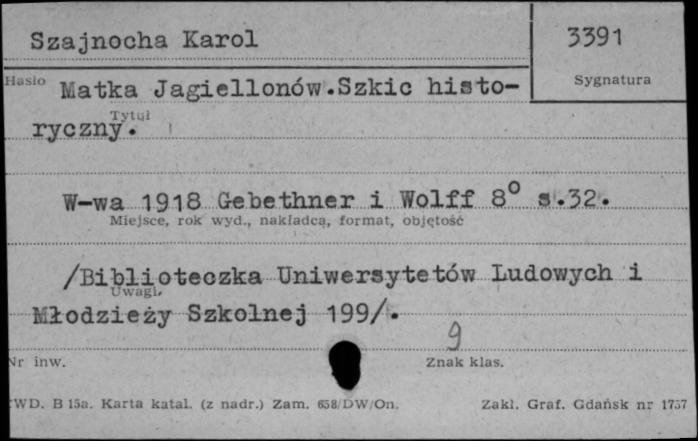 Szajnocha Karol
3391
Hasło
Sygnatura
Matka Jagiellonów.Szkic histo-
Tytuł
ryczny.
W-wa 1918 Gebethner i Wolff 8° s.32.
Miejsce, rok wyd., nakładca, format, objętość
/Biblioteczka Uniwersytetów Ludowych i
Uwagi
Młodzieży Szkolnej 199/.
9
Nr inw.
Znak klas.
WD. B 15a. Karta katal. (z nadr.) Zam. 658/DW/On.
Zakł. Graf. Gdańsk nr